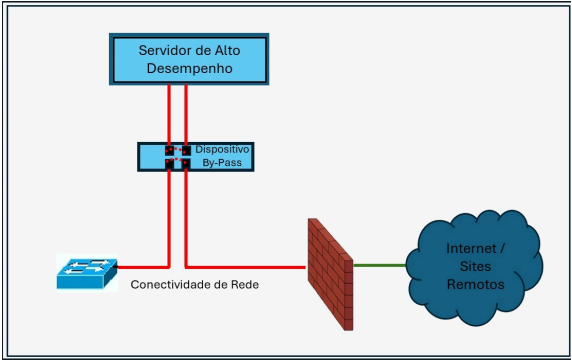 Servidor de Alto
Desempenho
Dispositivo
By-Pass
Conectividade de Rede
Internet /
Sites
Remotos